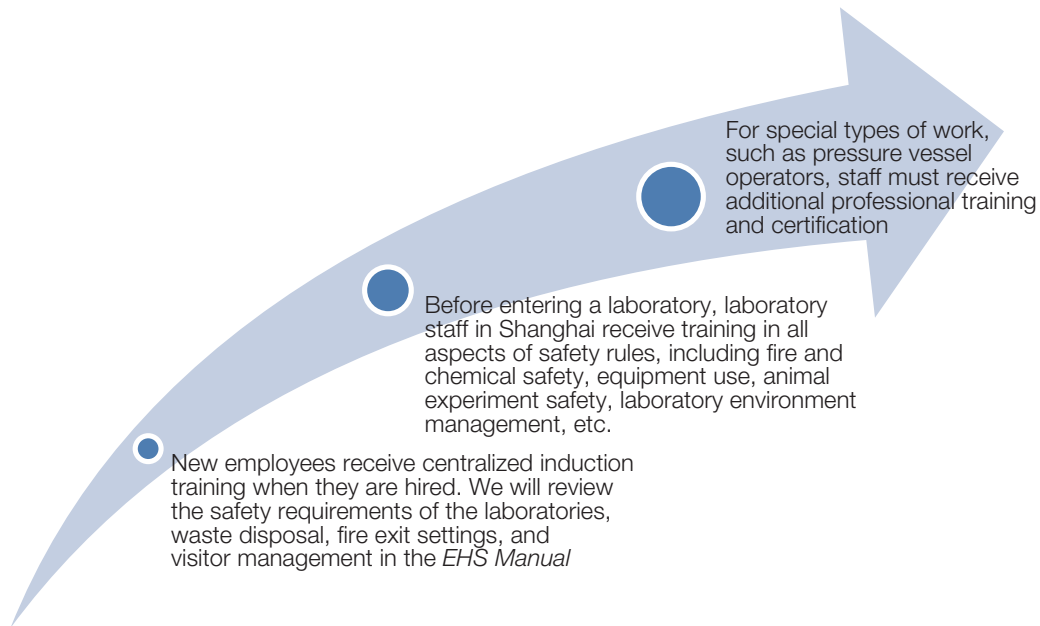 For special types of work,
such as pressure vessel
operators, staff must receive
additional professional training
and certification
Before entering a laboratory, laboratory
staff in Shanghai receive training in all
aspects of safety rules, including fire and
chemical safety, equipment use, animal
experiment safety, laboratory environment
management, etc.
New employees receive centralized induction
training when they are hired. We will review
the safety requirements of the laboratories,
waste disposal, fire exit settings, and
visitor management in the EHS Manual